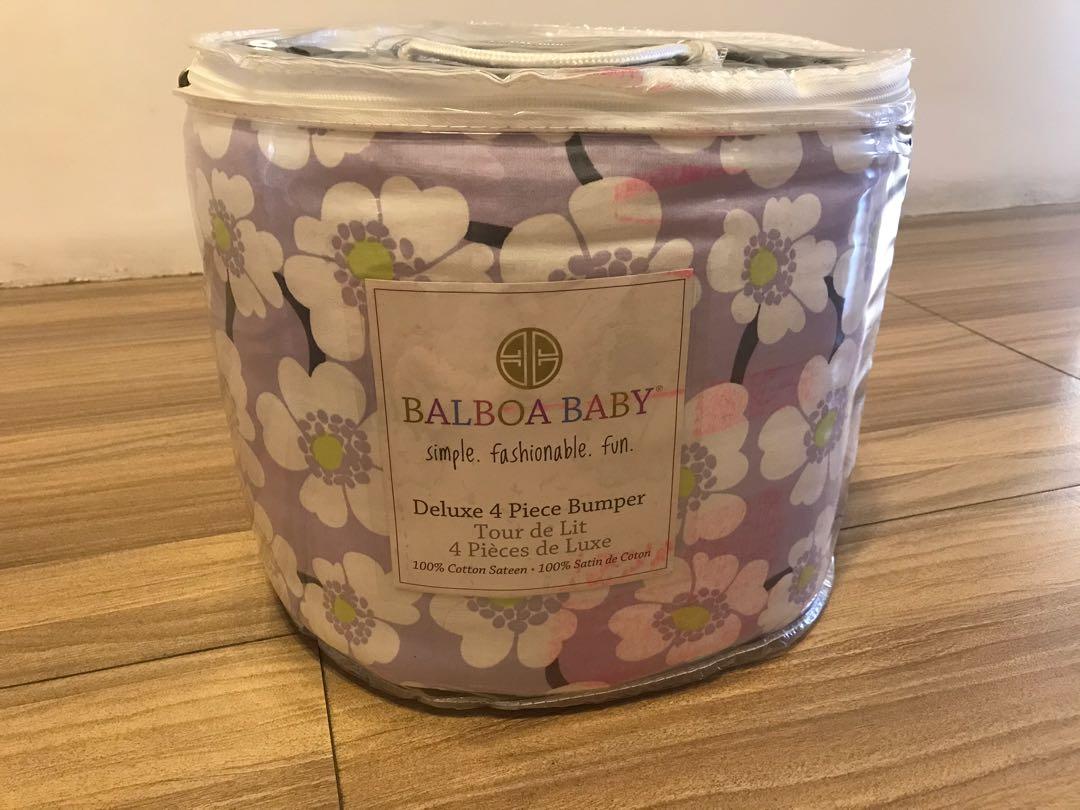 BALBOA BABY®
simple. fashionable. fun.
Deluxe 4 Piece Bumper
Tour de Lit
4 Pièces de Luxe
100% Cotton Sateen • 100% Satin de Coton